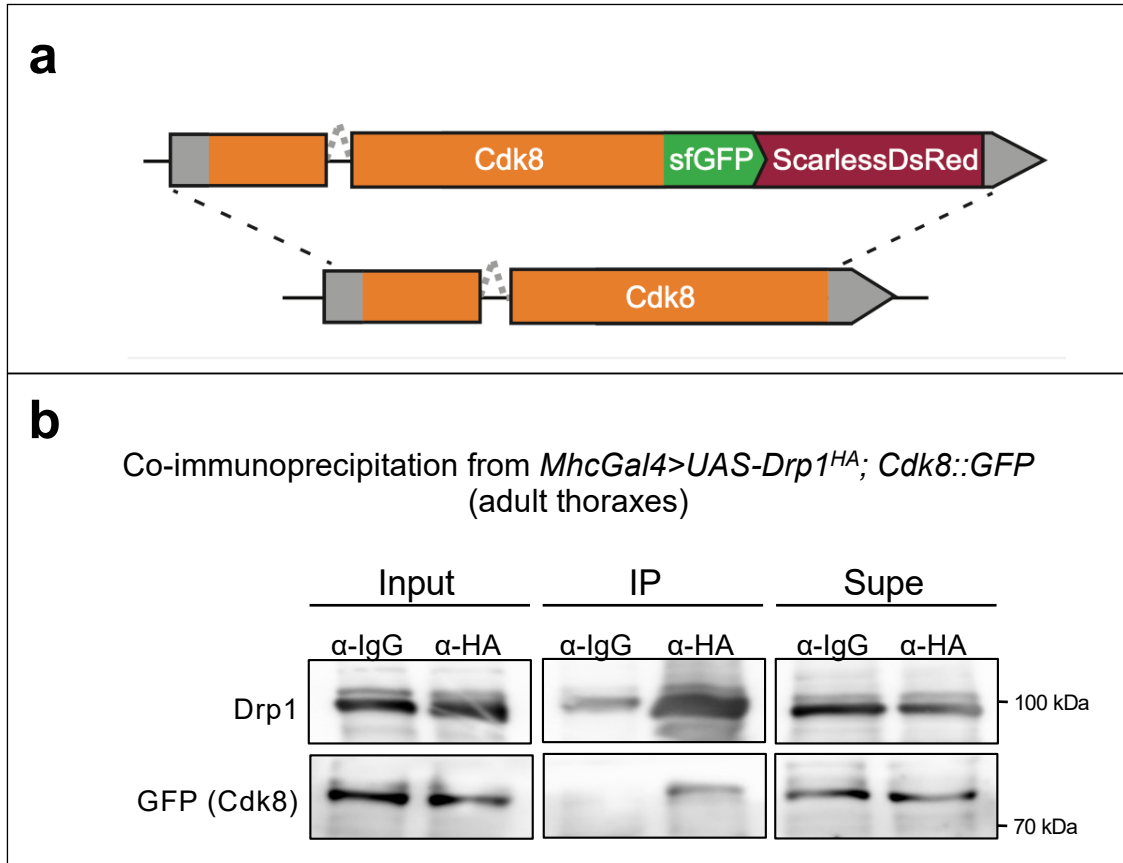 a
Cdk8 sfGFP ScarlessDsRed
Cdk8
b
Co-immunoprecipitation from MhcGal4>UAS-Drp1HA; Cdk8::GFP
(adult thoraxes)
Input IP Supe
α-IgG α-HA α-IgG α-HA α-IgG α-HA
Drp1 100 kDa
GFP (Cdk8) 70 kDa